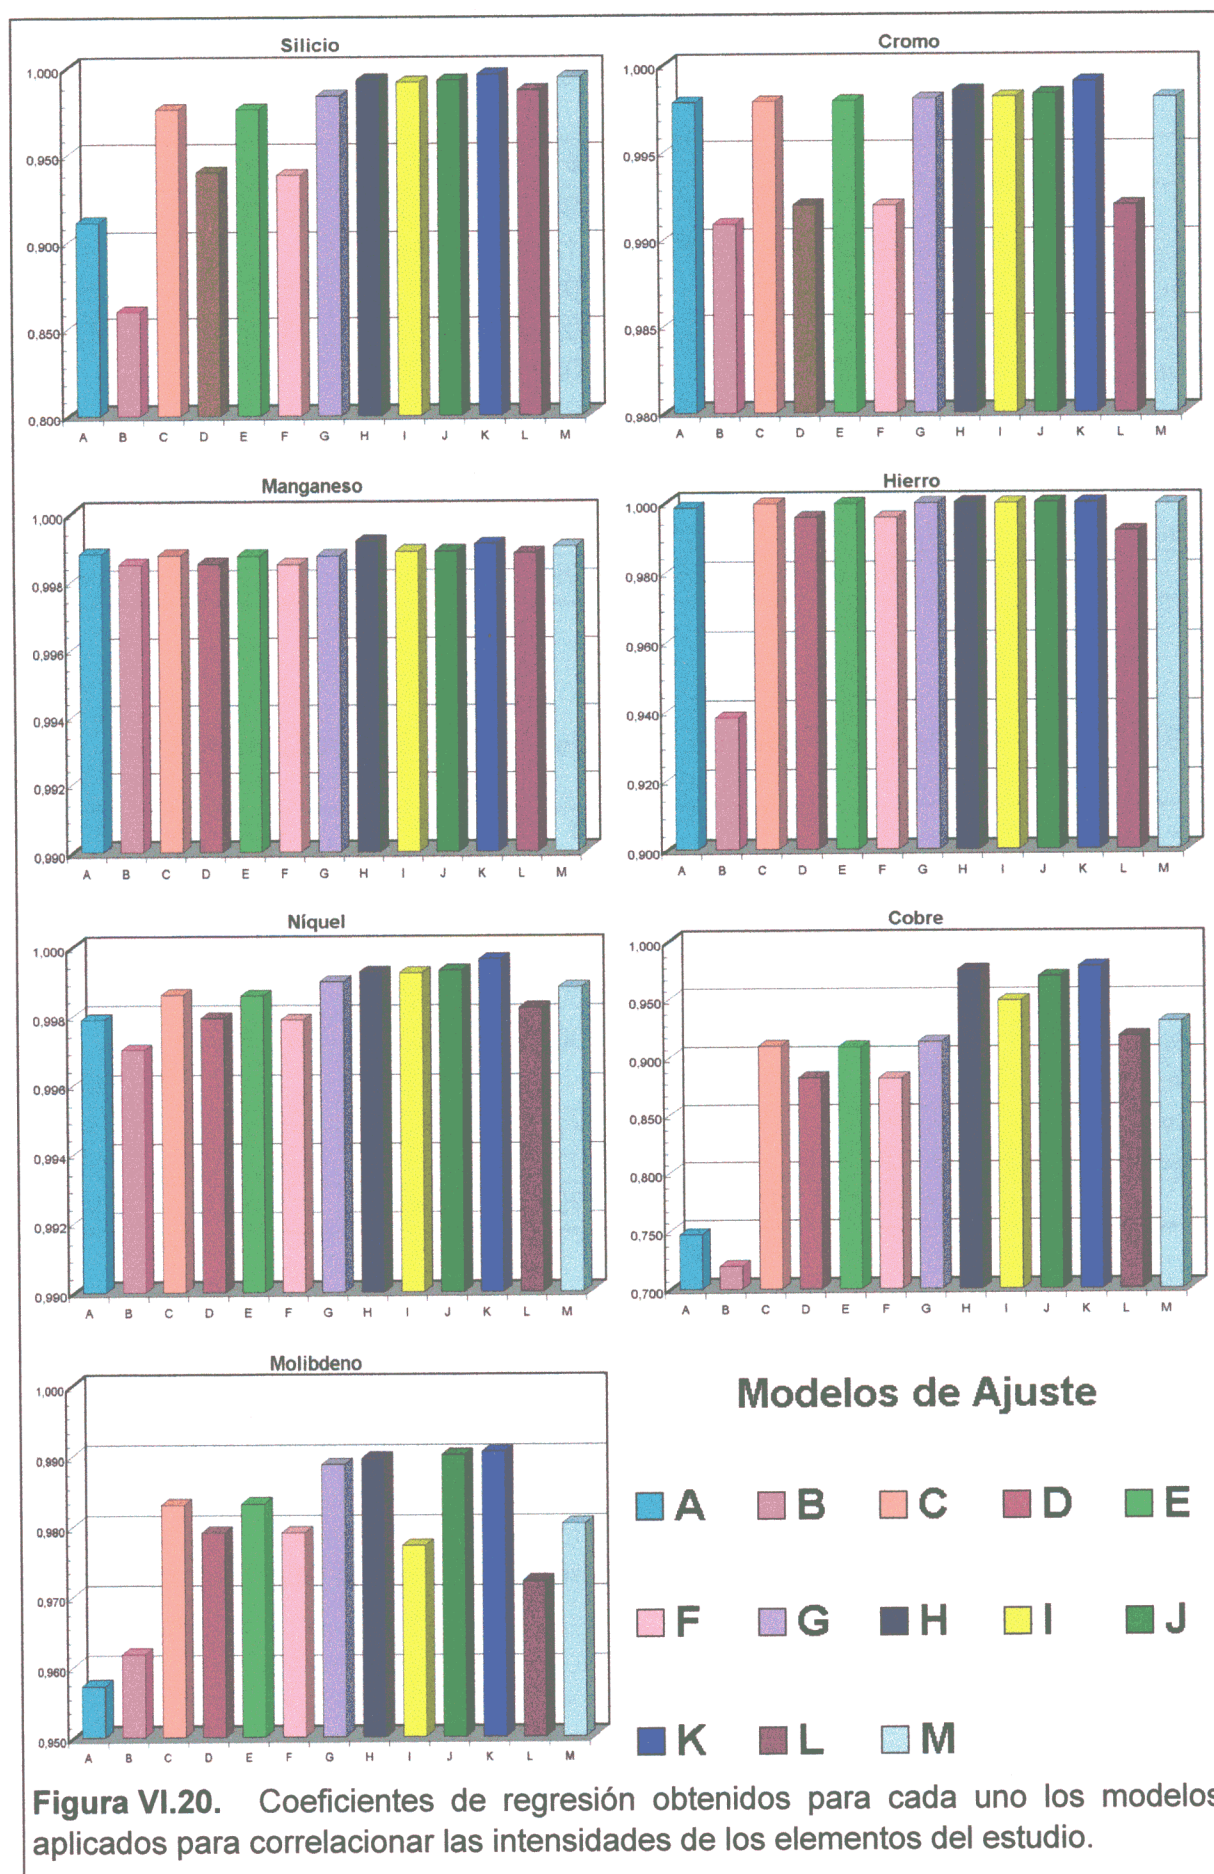 Silicio
1,000
0,950
0,900
0,850
0,800
A B C D E F G H I J K L M
Cromo
1,000
0,995
0,990
0,985
0,980
A B C D E F G H I J K L M
Manganeso
1,000
0,998
0,996
0,994
0,992
0,990
A B C D E F G H I J K L M
Hierro
1,000
0,980
0,960
0,940
0,920
0,900
A B C D E F G H I J K L M
Níquel
1,000
0,998
0,996
0,994
0,992
0,990
A B C D E F G H I J K L M
Cobre
1,000
0,950
0,900
0,850
0,800
0,750
0,700
A B C D E F G H I J K L M
Molibdeno
1,000
0,990
0,980
0,970
0,960
0,950
A B C D E F G H I J K L M
Modelos de Ajuste
A B C D E
F G H I J
K L M
Figura VI.20. Coeficientes de regresión obtenidos para cada uno los modelos
aplicados para correlacionar las intensidades de los elementos del estudio.